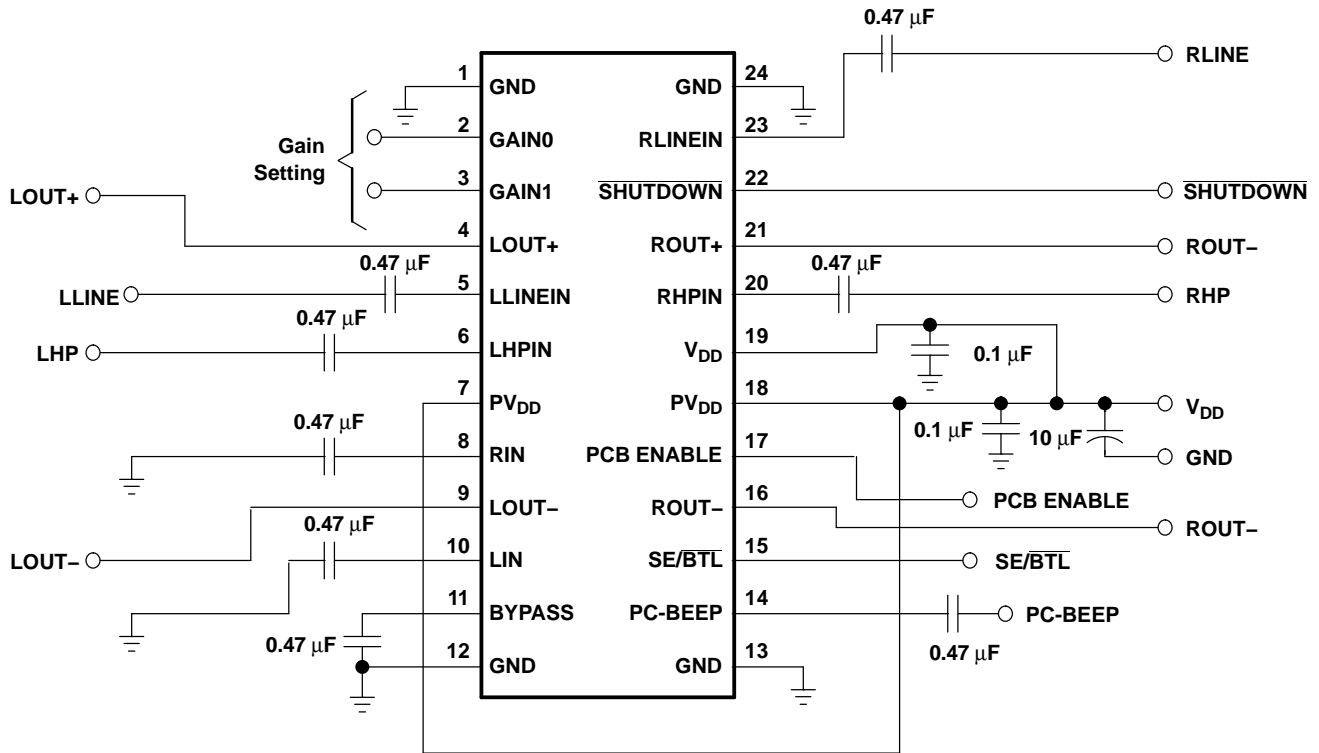 0.47 μF
RLINE
1 GND
GND 24
Gain
Setting
2 GAIN0
RLINEIN 23
3 GAIN1
SHUTDOWN 22
SHUTDOWN
LOUT+
4 LOUT+
ROUT+ 21
ROUT−
0.47 μF
0.47 μF
LLINE
5 LLINEIN
RHPIN 20
RHP
0.47 μF
LHP
6 LHPIN
VDD 19
0.1 μF
7 PVDD
PVDD 18
VDD
0.47 μF
0.1 μF
10 μF
8 RIN
PCB ENABLE 17
GND
9 LOUT−
ROUT− 16
PCB ENABLE
ROUT−
0.47 μF
LOUT−
10 LIN
SE/BTL 15
SE/BTL
11 BYPASS
PC-BEEP 14
PC-BEEP
0.47 μF
0.47 μF
12 GND
GND 13